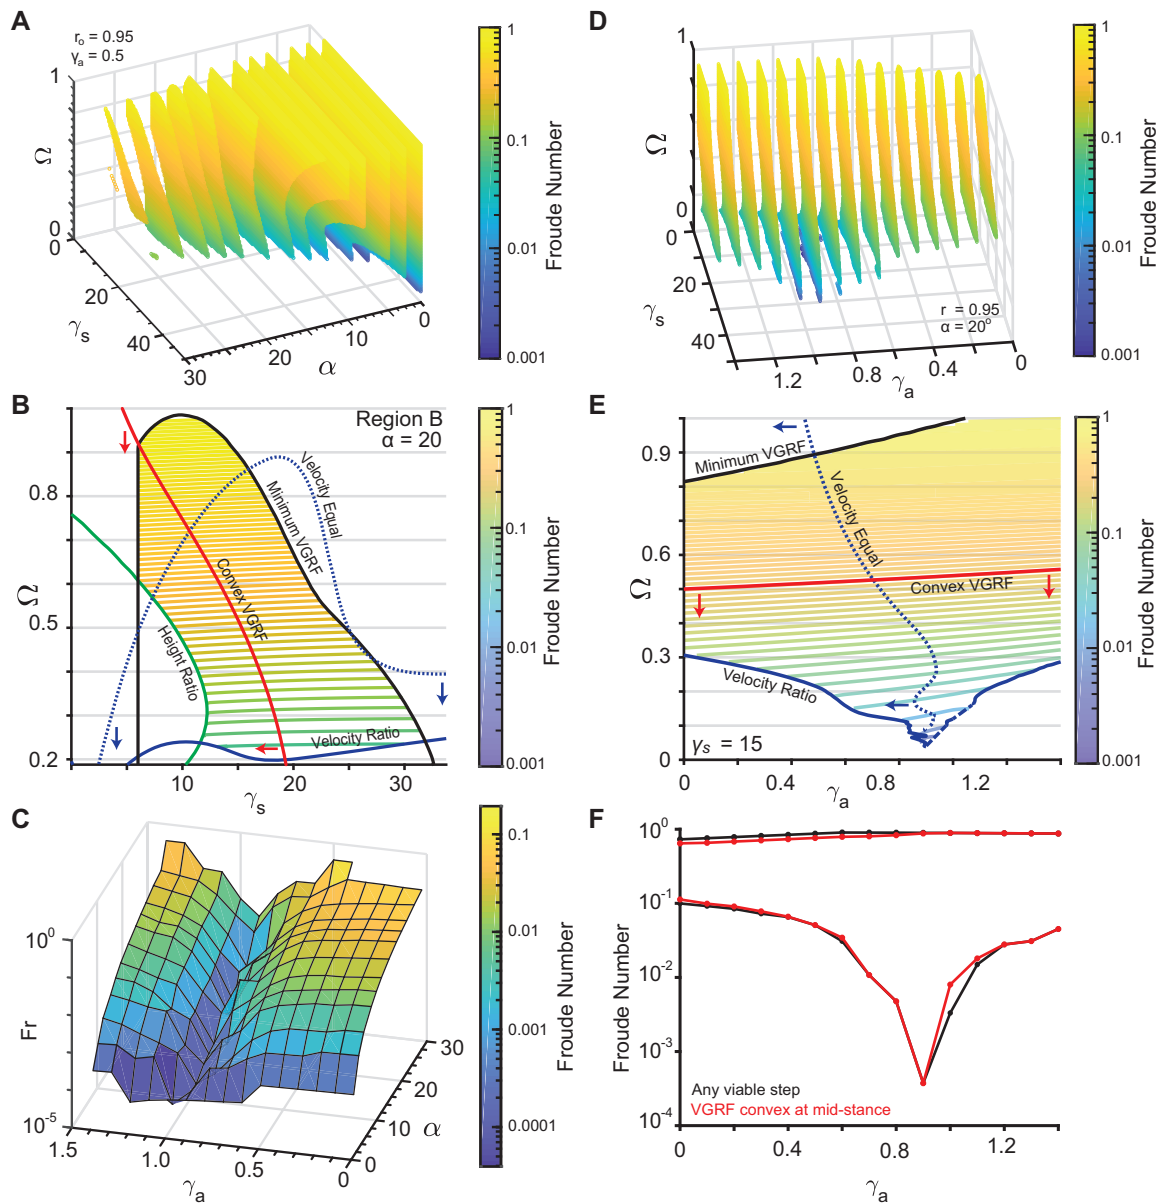 A
r₀ = 0.95
γₐ = 0.5
1
Ω
0
0
20
γₛ
40
30
20
10
0
α
1
0.1
0.01
0.001
Froude Number
D
1
Ω
0
0
20
γₛ
40
1.2
0.8
0.4
0
γₐ
r = 0.95
α = 20°
1
0.1
0.01
0.001
Froude Number
B
Region B
α = 20
Velocity Equal
Minimum VGRF
Convex VGRF
Height Ratio
Velocity Ratio
0.8
Ω
0.5
0.2
10
20
30
γₛ
1
0.1
0.01
0.001
Froude Number
E
Minimum VGRF
Velocity Equal
Convex VGRF
Velocity Ratio
γₛ = 15
0.9
Ω
0.6
0.3
0
0
0.4
0.8
1.2
γₐ
1
0.1
0.01
0.001
Froude Number
C
10⁰
Fr
10⁻⁵
1.5
1.0
0.5
0
γₐ
0
10
20
30
α
0.1
0.01
0.001
0.0001
Froude Number
F
10⁰
10⁻¹
10⁻²
10⁻³
10⁻⁴
Froude Number
Any viable step
VGRF convex at mid-stance
0
0.4
0.8
1.2
γₐ